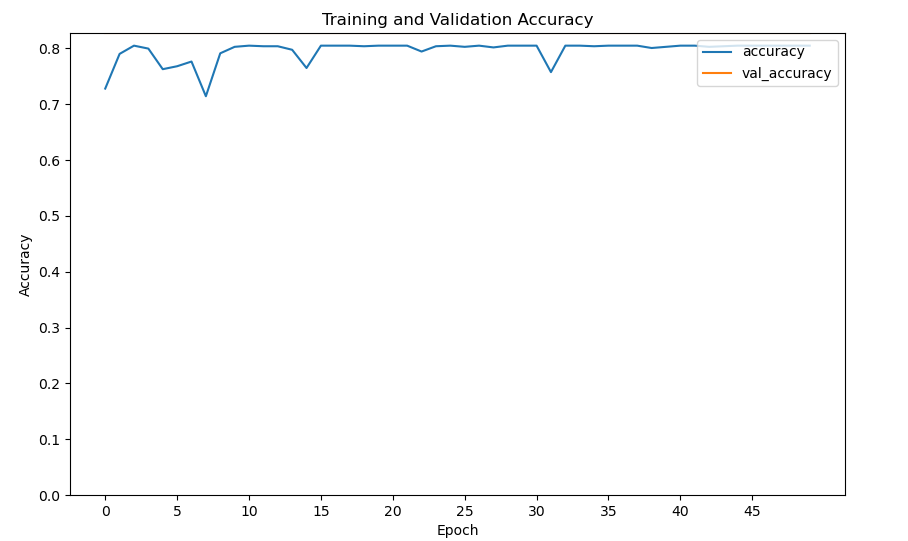 Training and Validation Accuracy
accuracy
val_accuracy
Accuracy
0.8
0.7
0.6
0.5
0.4
0.3
0.2
0.1
0.0
0 5 10 15 20 25 30 35 40 45
Epoch